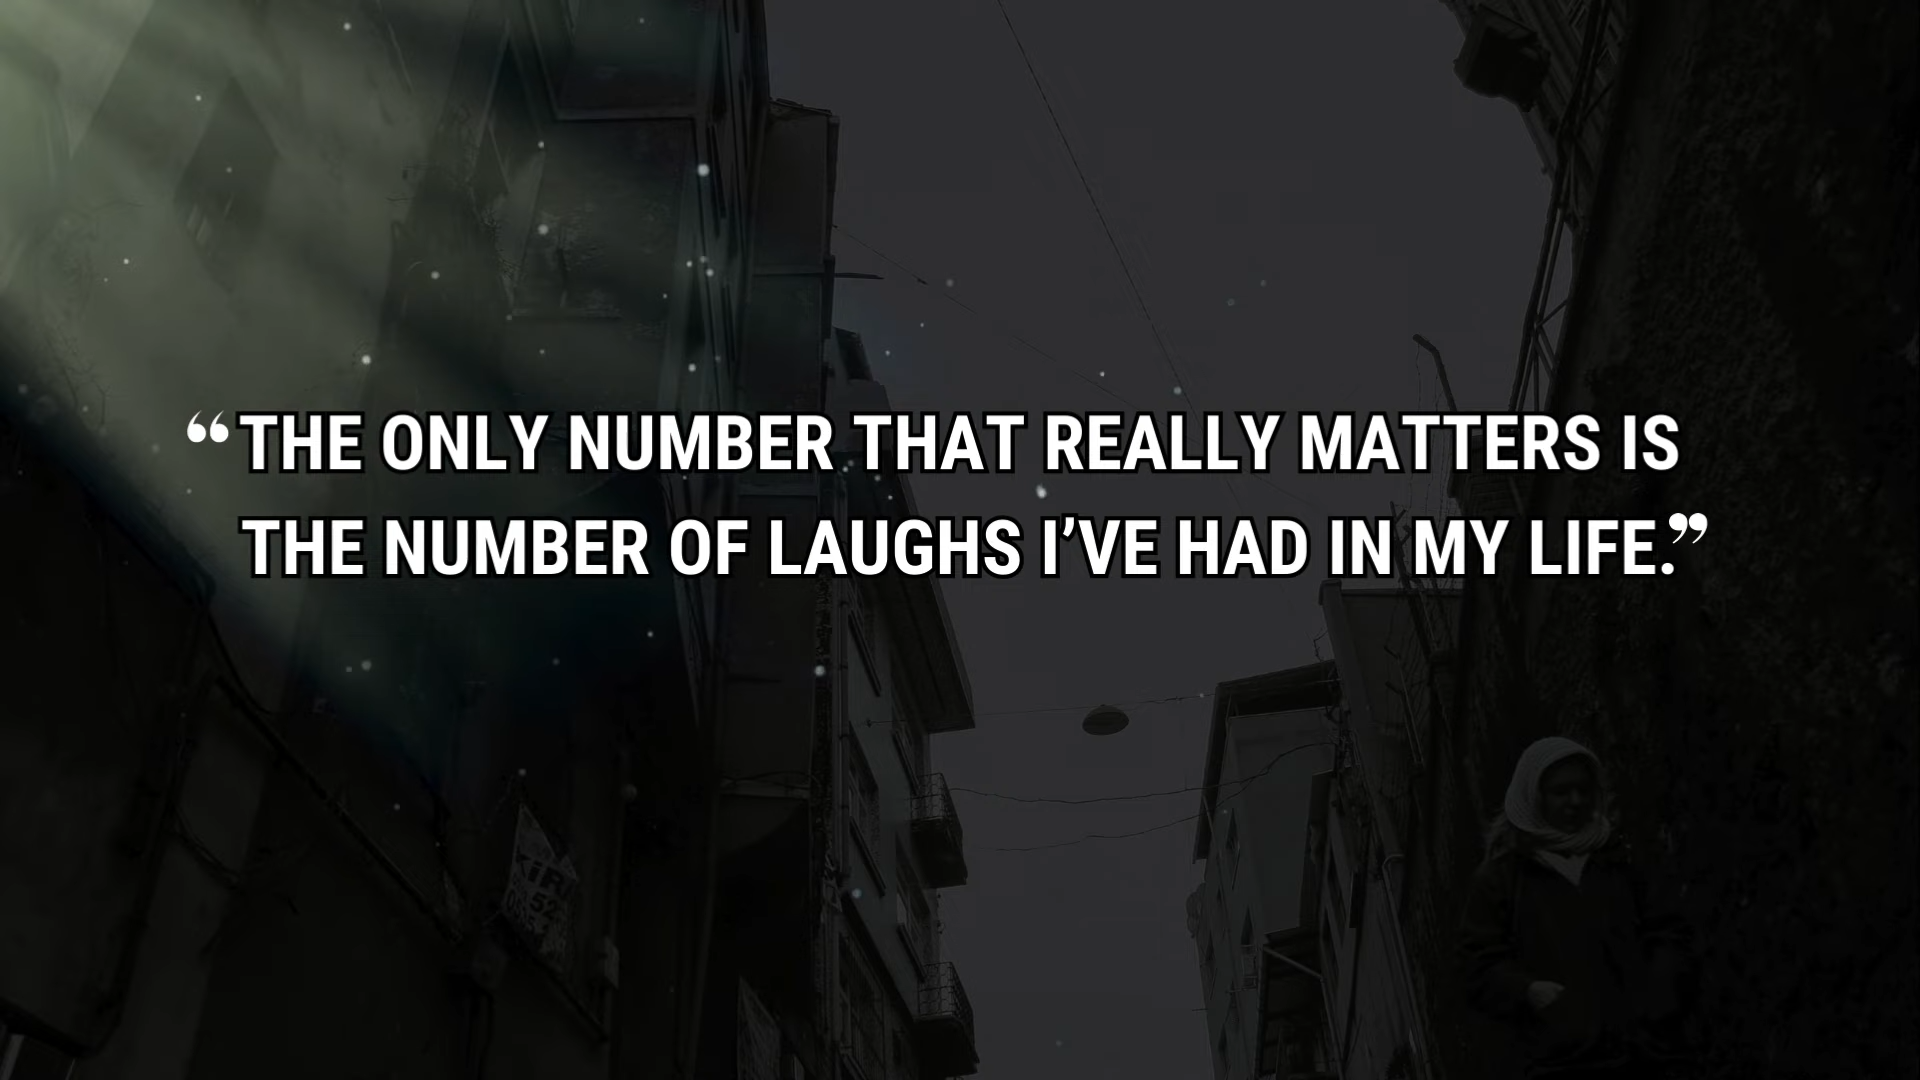 “THE ONLY NUMBER THAT REALLY MATTERS IS
THE NUMBER OF LAUGHS I’VE HAD IN MY LIFE.”